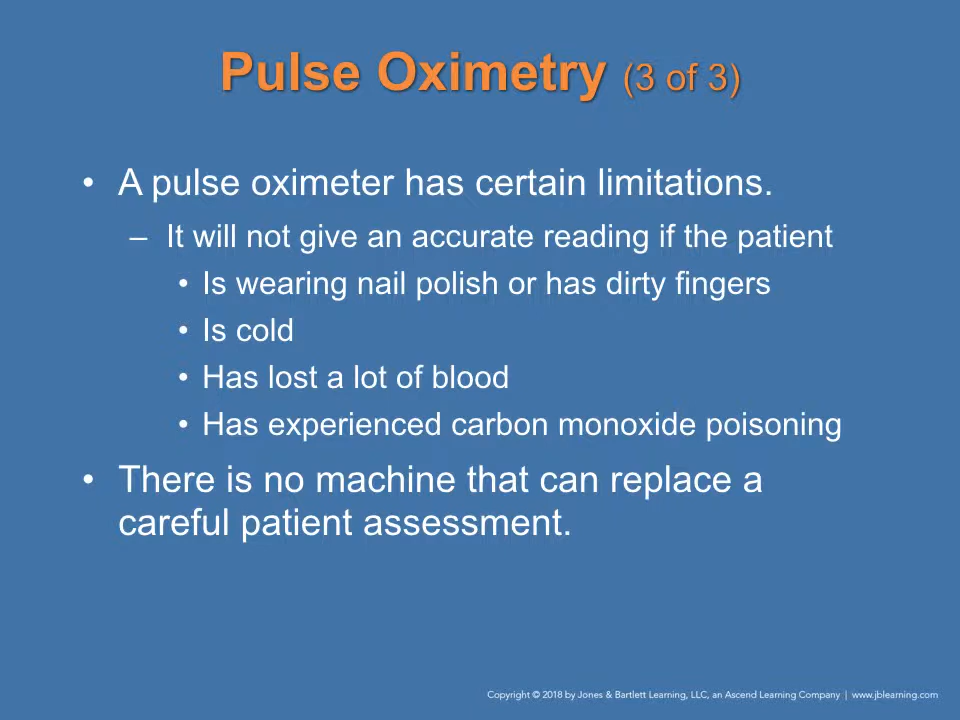 Pulse Oximetry (3 of 3)
• A pulse oximeter has certain limitations.
– It will not give an accurate reading if the patient
• Is wearing nail polish or has dirty fingers
• Is cold
• Has lost a lot of blood
• Has experienced carbon monoxide poisoning
• There is no machine that can replace a
careful patient assessment.
Copyright © 2018 by Jones & Bartlett Learning, LLC, an Ascend Learning Company | www.jblearning.com